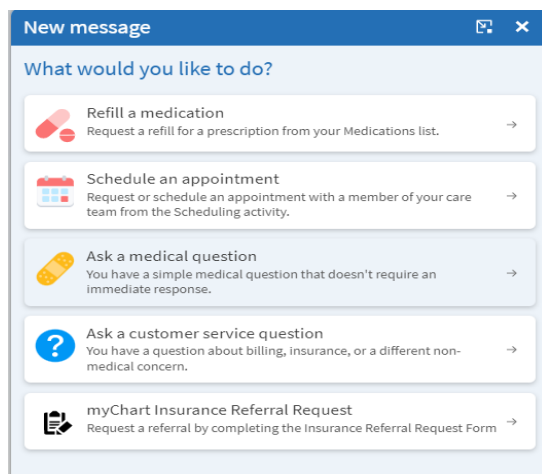 New message
What would you like to do?
Refill a medication
Request a refill for a prescription from your Medications list.
Schedule an appointment
Request or schedule an appointment with a member of your care
team from the Scheduling activity.
Ask a medical question
You have a simple medical question that doesn't require an
immediate response.
Ask a customer service question
You have a question about billing, insurance, or a different non-
medical concern.
myChart Insurance Referral Request
Request a referral by completing the Insurance Referral Request Form